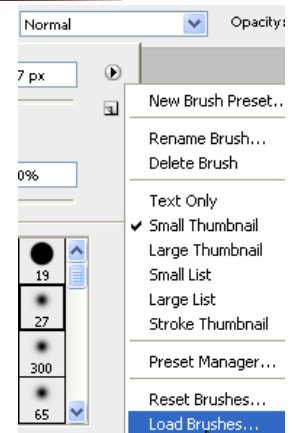 Normal
Opacity:
7 px
New Brush Preset..
Rename Brush...
Delete Brush
0%
Text Only
Small Thumbnail
Large Thumbnail
Small List
Large List
Stroke Thumbnail
19
27
300
65
Preset Manager...
Reset Brushes...
Load Brushes...